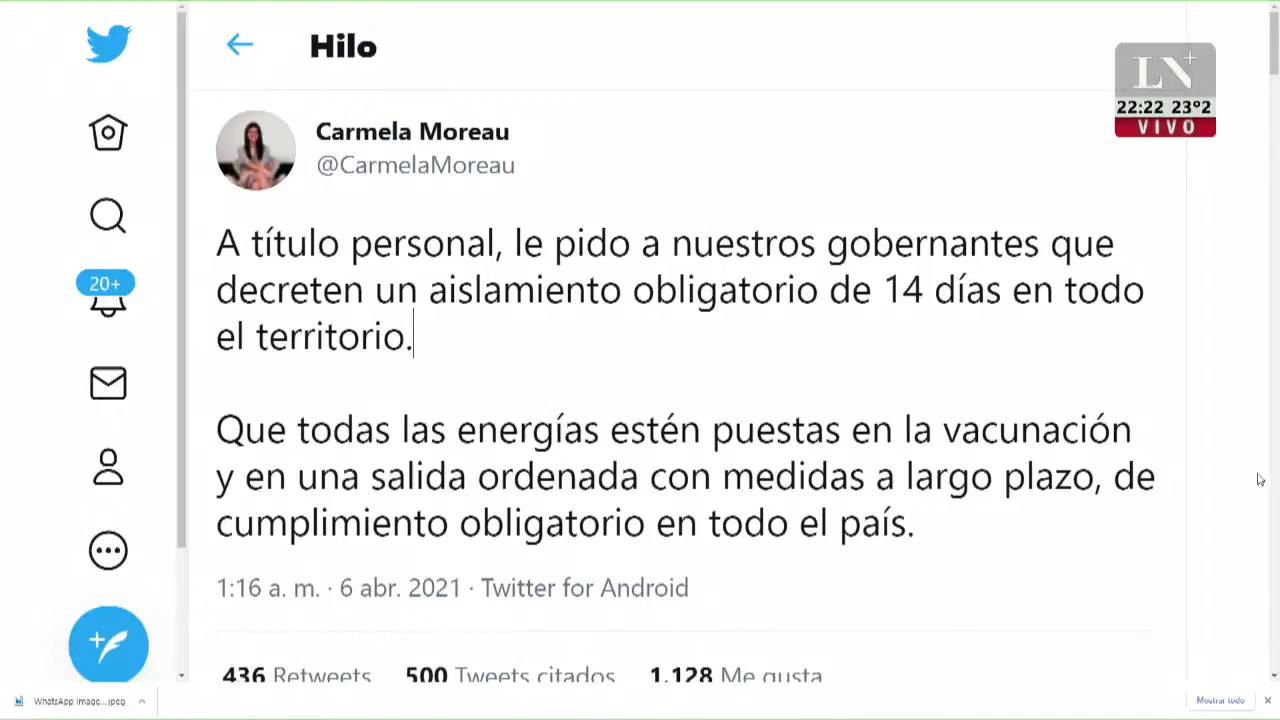 Hilo
LN+
22:22 23º2
VIVO
Carmela Moreau
@CarmelaMoreau
A título personal, le pido a nuestros gobernantes que
decreten un aislamiento obligatorio de 14 días en todo
el territorio.
20+
Que todas las energías estén puestas en la vacunación
y en una salida ordenada con medidas a largo plazo, de
cumplimiento obligatorio en todo el país.
1:16 a. m. · 6 abr. 2021 · Twitter for Android
436 Retweets 500 Tweets citados 1.128 Me gusta
WhatsApp Image....jpeg
Mostrar todo